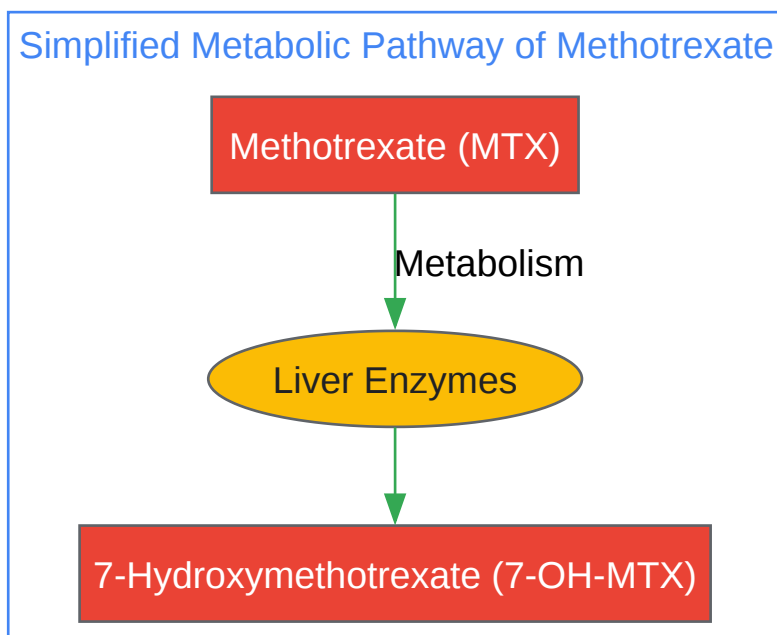 Simplified Metabolic Pathway of Methotrexate
Methotrexate (MTX)
Metabolism
Liver Enzymes
7-Hydroxymethotrexate (7-OH-MTX)